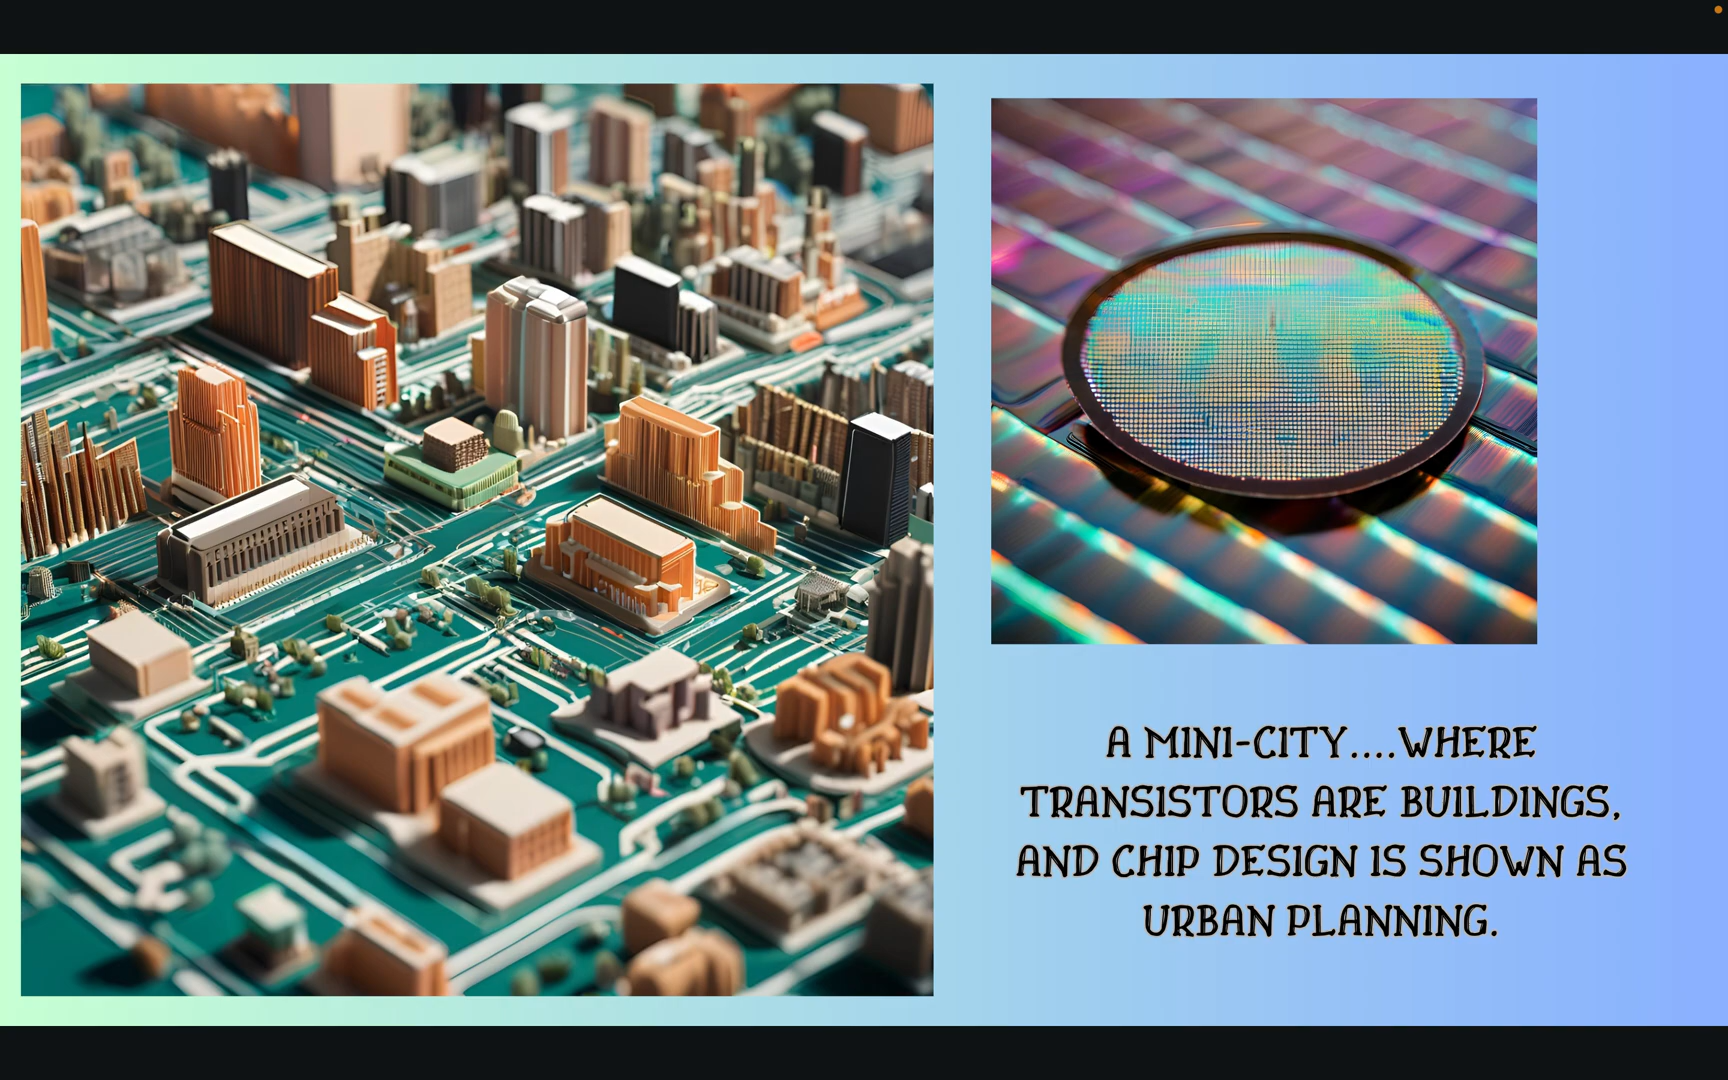 A MINI-CITY....WHERE
TRANSISTORS ARE BUILDINGS,
AND CHIP DESIGN IS SHOWN AS
URBAN PLANNING.